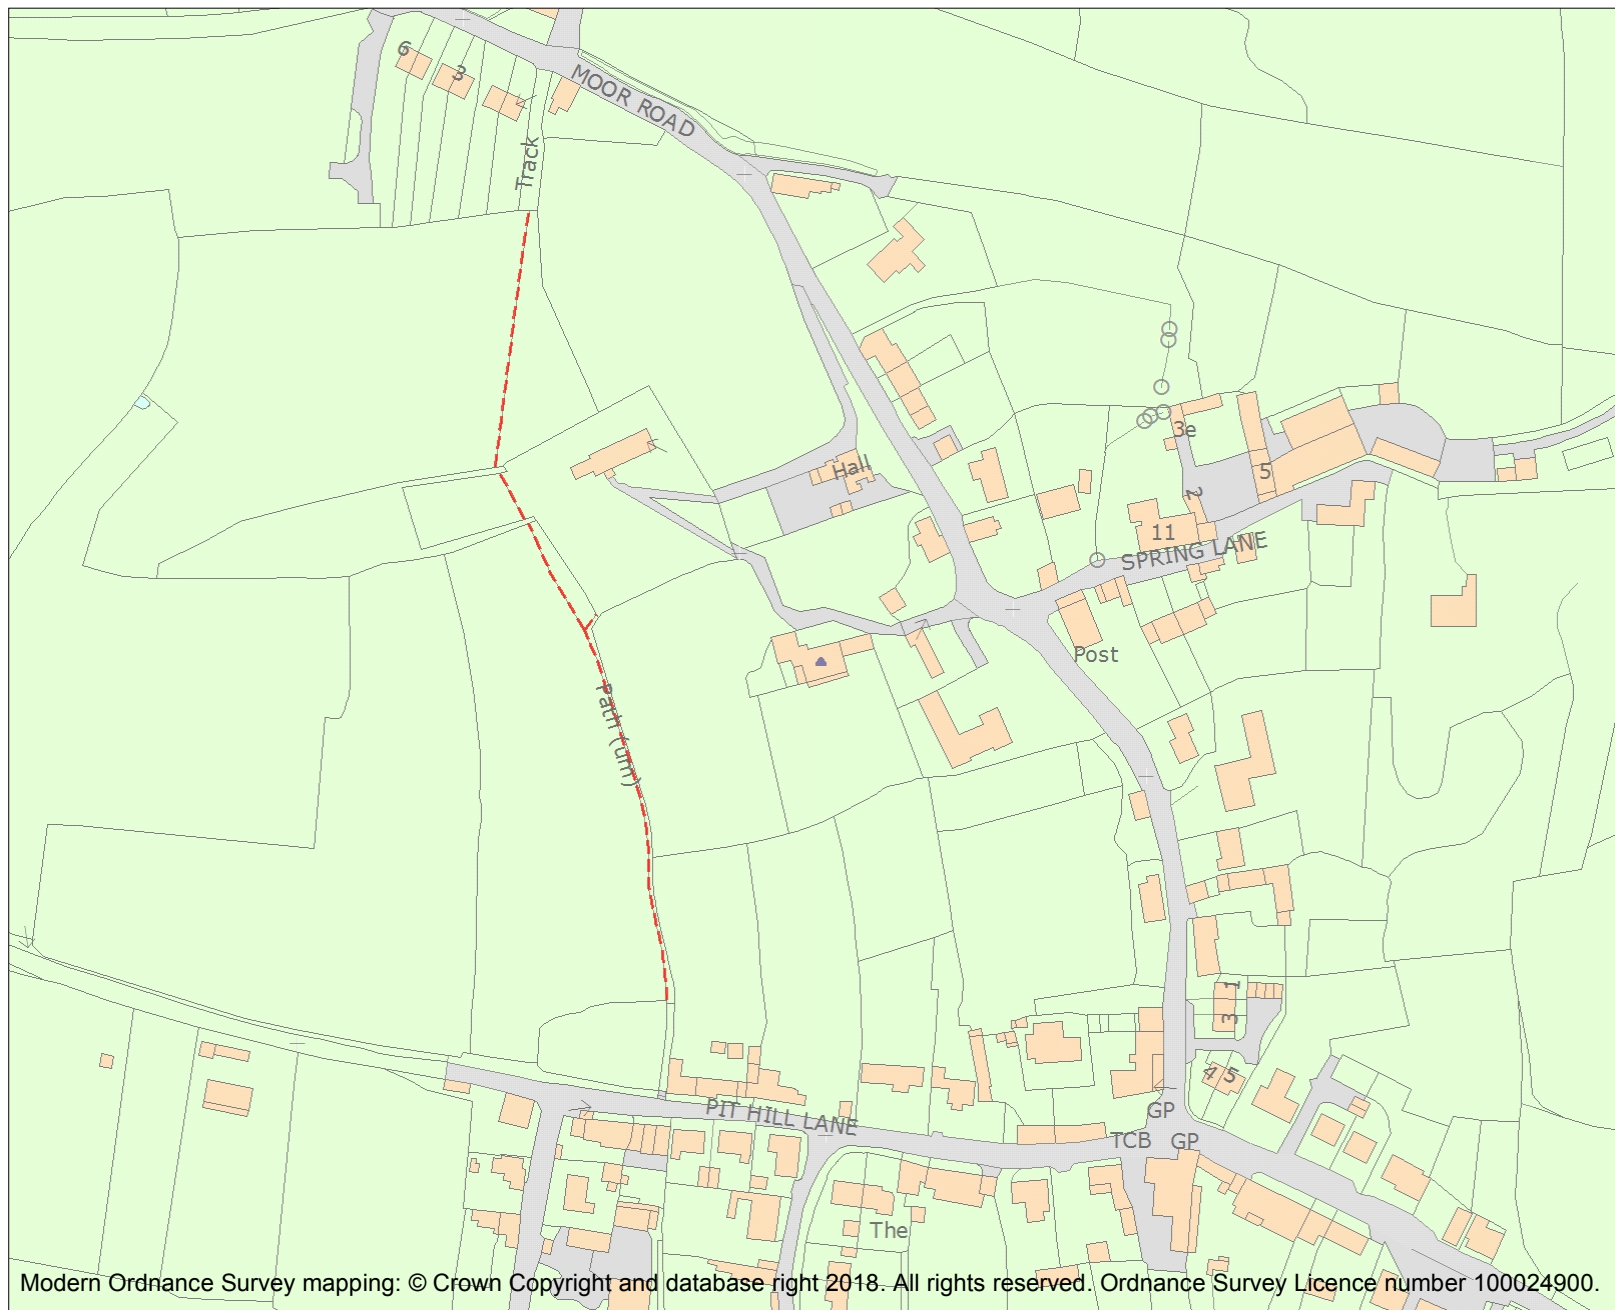 6
3
MOOR ROAD
Track
Hall
3e
5
2
11
SPRING LANE
Post
Path (um)
1
3
4 5
PIT HILL LANE
GP
TCB GP
The
Modern Ordnance Survey mapping: © Crown Copyright and database right 2018. All rights reserved. Ordnance Survey Licence number 100024900.